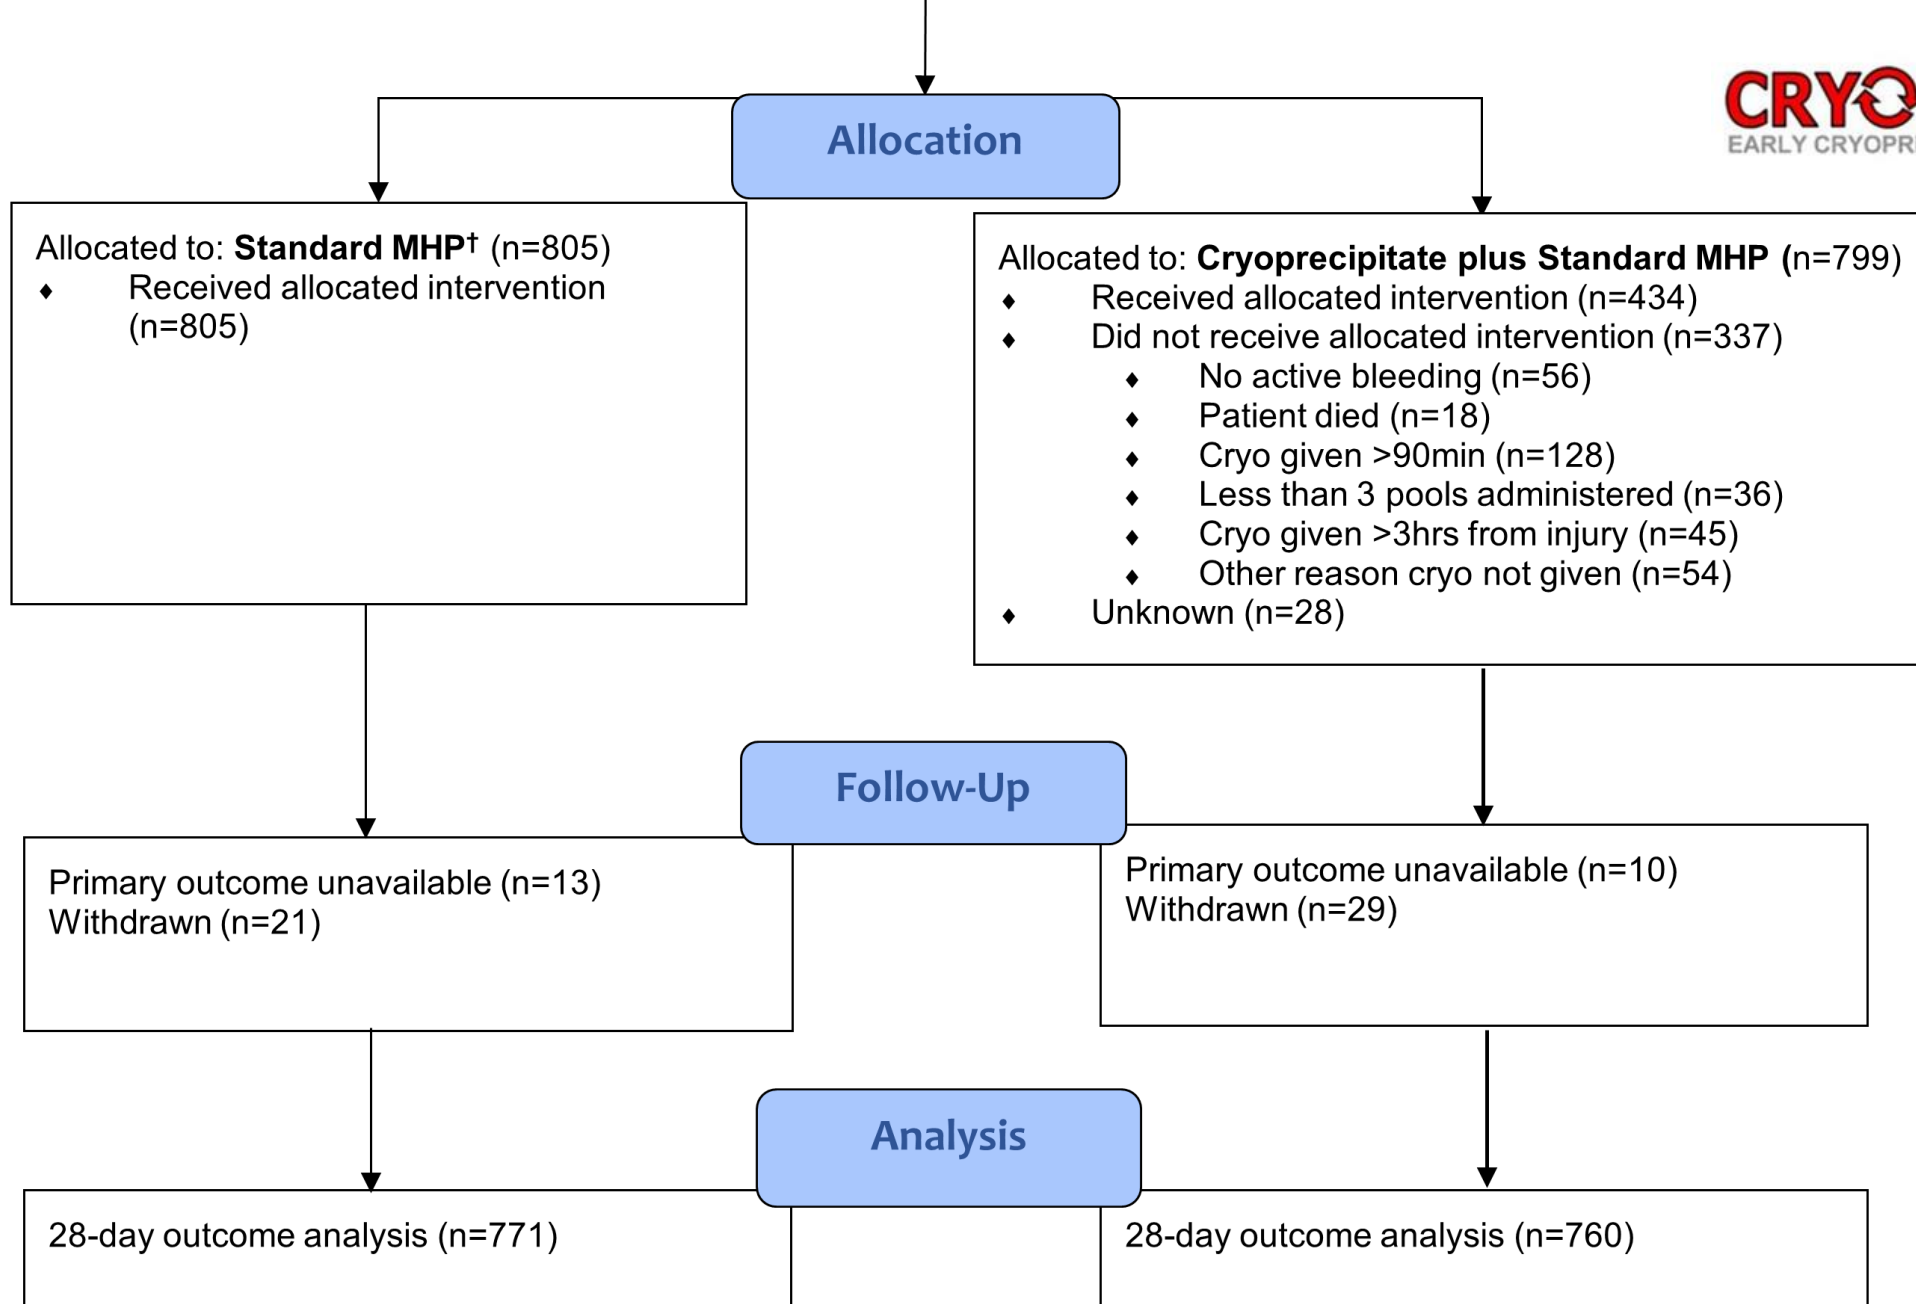 Allocation
CRYO
EARLY CRYOPR
Allocated to: Standard MHP† (n=805)
♦ Received allocated intervention
(n=805)
Allocated to: Cryoprecipitate plus Standard MHP (n=799)
♦ Received allocated intervention (n=434)
♦ Did not receive allocated intervention (n=337)
♦ No active bleeding (n=56)
♦ Patient died (n=18)
♦ Cryo given >90min (n=128)
♦ Less than 3 pools administered (n=36)
♦ Cryo given >3hrs from injury (n=45)
♦ Other reason cryo not given (n=54)
♦ Unknown (n=28)
Follow-Up
Primary outcome unavailable (n=13)
Withdrawn (n=21)
Primary outcome unavailable (n=10)
Withdrawn (n=29)
Analysis
28-day outcome analysis (n=771)
28-day outcome analysis (n=760)